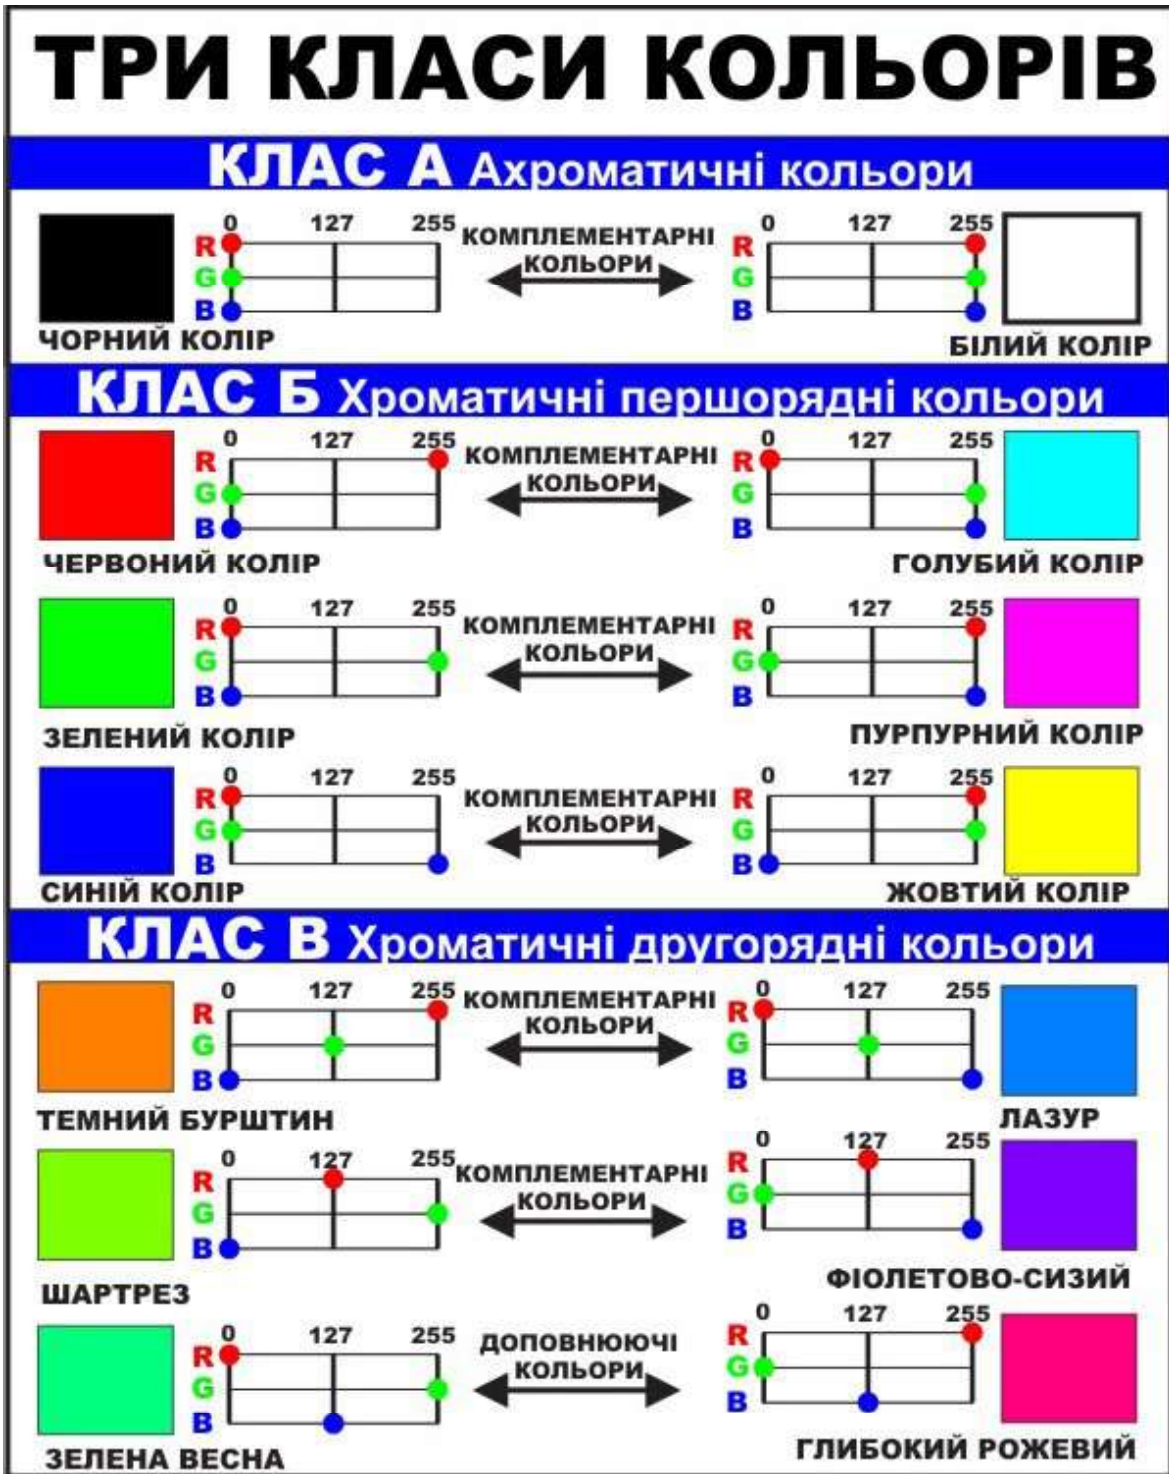 ТРИ КЛАСИ КОЛЬОРІВ
КЛАС А Ахроматичні кольори
0 127 255 КОМПЛЕМЕНТАРНІ 0 127 255
R КОЛЬОРИ R
G G
B B
ЧОРНИЙ КОЛІР БІЛИЙ КОЛІР
КЛАС Б Хроматичні першорядні кольори
0 127 255 КОМПЛЕМЕНТАРНІ 0 127 255
R КОЛЬОРИ R
G G
B B
ЧЕРВОНИЙ КОЛІР ГОЛУБИЙ КОЛІР
0 127 255 КОМПЛЕМЕНТАРНІ 0 127 255
R КОЛЬОРИ R
G G
B B
ЗЕЛЕНИЙ КОЛІР ПУРПУРНИЙ КОЛІР
0 127 255 КОМПЛЕМЕНТАРНІ 0 127 255
R КОЛЬОРИ R
G G
B B
СИНІЙ КОЛІР ЖОВТИЙ КОЛІР
КЛАС В Хроматичні другорядні кольори
0 127 255 КОМПЛЕМЕНТАРНІ 0 127 255
R КОЛЬОРИ R
G G
B B
ТЕМНИЙ БУРШТИН ЛАЗУР
0 127 255 КОМПЛЕМЕНТАРНІ 0 127 255
R КОЛЬОРИ R
G G
B B
ШАРТРЕЗ ФІОЛЕТОВО-СИЗИЙ
0 127 255 ДОПОВНЮЮЧІ 0 127 255
R КОЛЬОРИ R
G G
B B
ЗЕЛЕНА ВЕСНА ГЛИБОКИЙ РОЖЕВИЙ